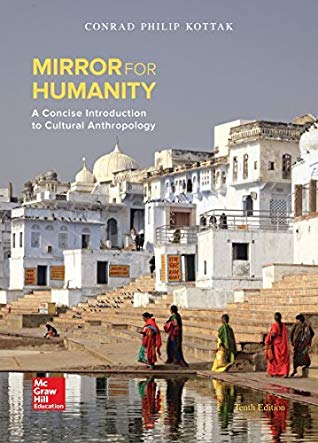 CONRAD PHILIP KOTTAK
MIRROR FOR
HUMANITY
A Concise Introduction
to Cultural Anthropology
Mc
Graw
Hill
Education
Tenth Edition